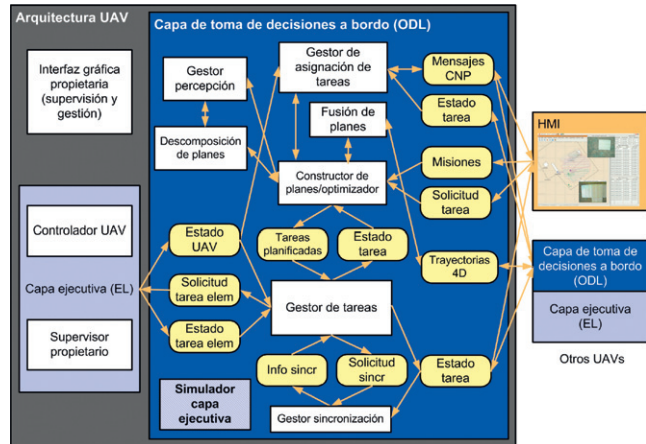 Arquitectura UAV
Capa de toma de decisiones a bordo (ODL)
Interfaz gráfica
propietaria
(supervisión y
gestión)
Gestor
percepción
Gestor de
asignación de
tareas
Mensajes
CNP
Estado
tarea
Fusión de
planes
Descomposición
de planes
HMI
Misiones
Constructor de
planes/optimizador
Solicitud
tarea
Controlador UAV
Estado
UAV
Tareas
planificadas
Estado
tarea
Trayectorias
4D
Capa de toma de
decisiones a bordo
(ODL)
Capa ejecutiva (EL)
Solicitud
tarea elem
Gestor de tareas
Capa ejecutiva
(EL)
Supervisor
propietario
Estado
tarea elem
Otros UAVs
Info sincr
Solicitud
sincr
Estado
tarea
Simulador
capa
ejecutiva
Gestor sincronización